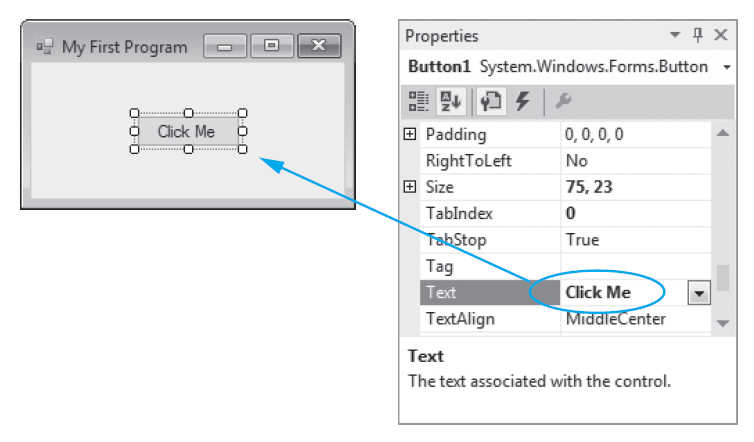 My First Program
Click Me
Properties
Button1 System.Windows.Forms.Button
Padding 0, 0, 0, 0
RightToLeft No
Size 75, 23
TabIndex 0
TabStop True
Tag
Text Click Me
TextAlign MiddleCenter
Text
The text associated with the control.